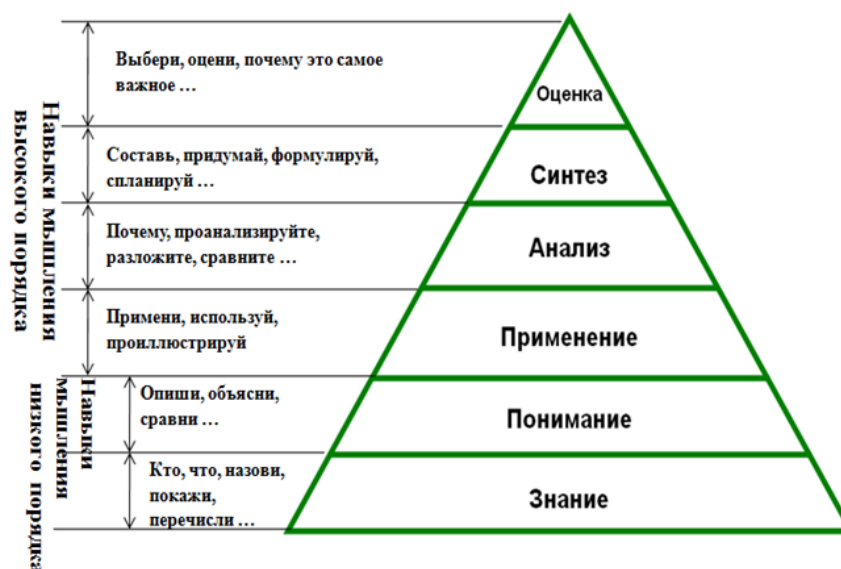 Выбери, оцени, почему это самое
важное …
Оценка
Составь, придумай, формулируй,
спланируй …
Синтез
Почему, проанализируйте,
разложите, сравните …
Анализ
Примени, используй,
проиллюстрируй
Применение
Навыки мышления
высокого порядка
Опиши, объясни,
сравни …
Понимание
Кто, что, назови,
покажи,
перечисли …
Знание
Навыки
мышления
низкого порядка